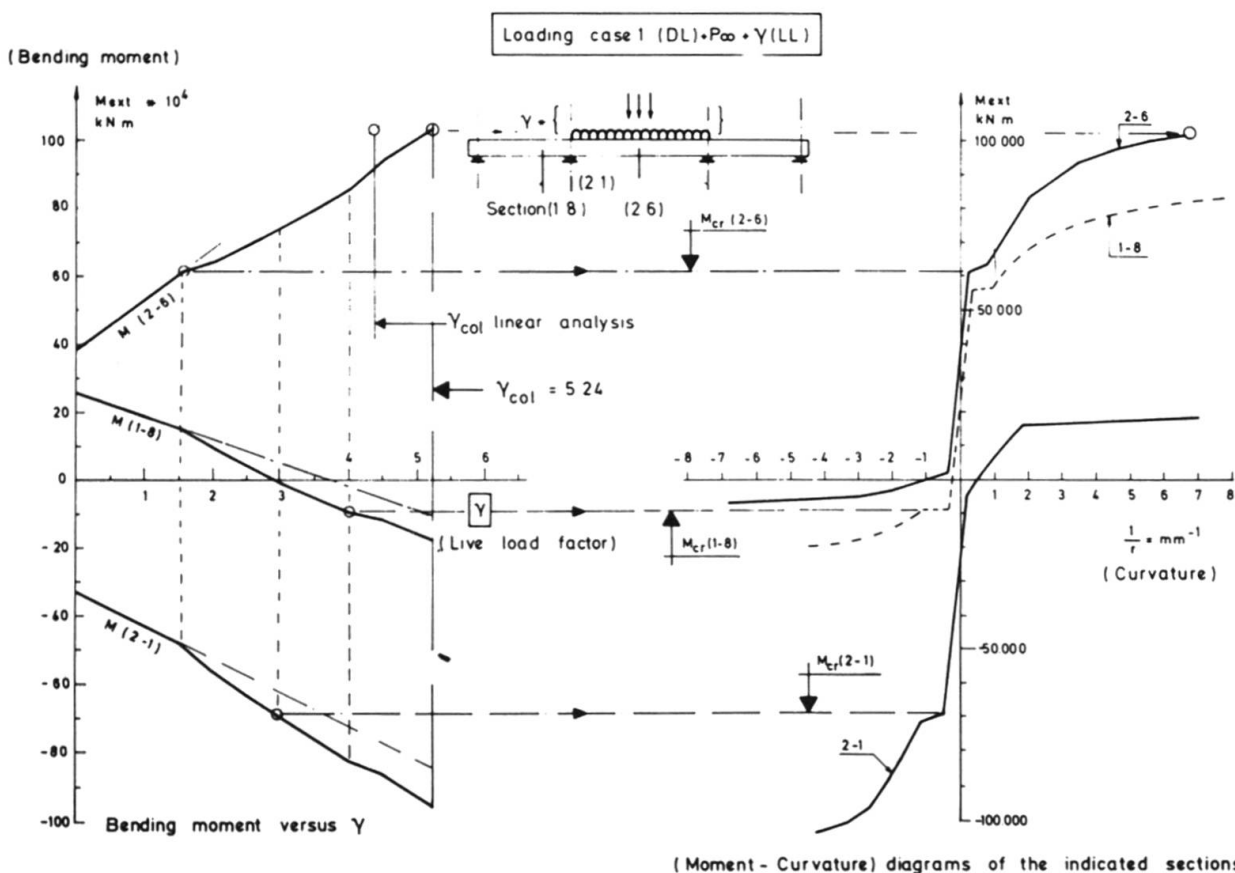 Loading case 1 (DL)+P∞ + γ(LL)
(Bending moment)
Mext * 10⁴
kN m
γ = { }
(2 1)
Section(1 8) (2 6)
Mext
kN m
2-6
1-8
100 000
50 000
-50 000
-100 000
M cr (2-6)
γcol linear analysis
γcol = 5 24
M (2-6)
M (1-8)
M (2-1)
100
80
60
40
20
0
-20
-40
-60
-80
-100
1 2 3 4 5 6
γ
(Live load factor)
-8 -7 -6 -5 -4 -3 -2 -1
0 1 2 3 4 5 6 7 8
M cr (1-8)
1/r = mm⁻¹
(Curvature)
M cr (2-1)
2-1
Bending moment versus γ
(Moment - Curvature) diagrams of the indicated sections